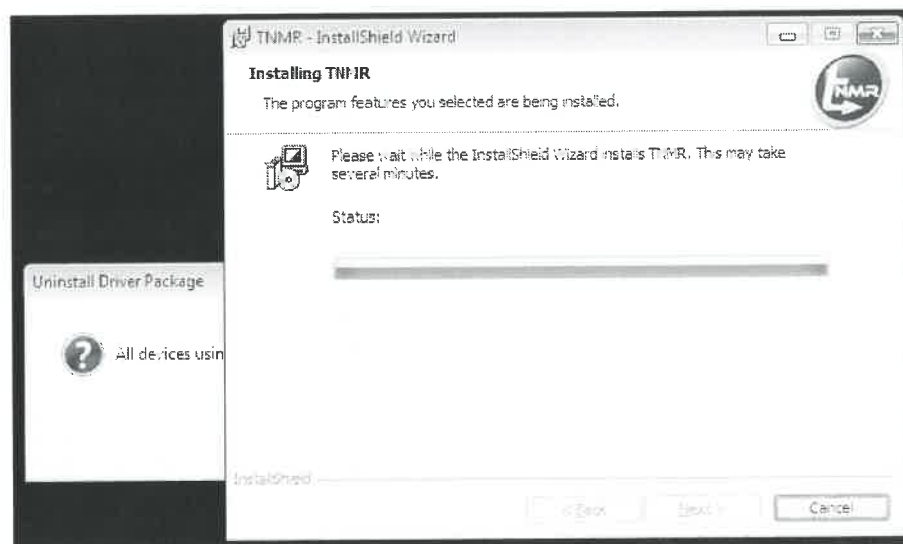 TNMR - InstallShield Wizard
Installing TNMR
The program features you selected are being installed.
NMR
Please wait while the InstallShield Wizard installs TNMR. This may take
several minutes.
Status:
Uninstall Driver Package
All devices usin
InstallShield
< Back
Next >
Cancel